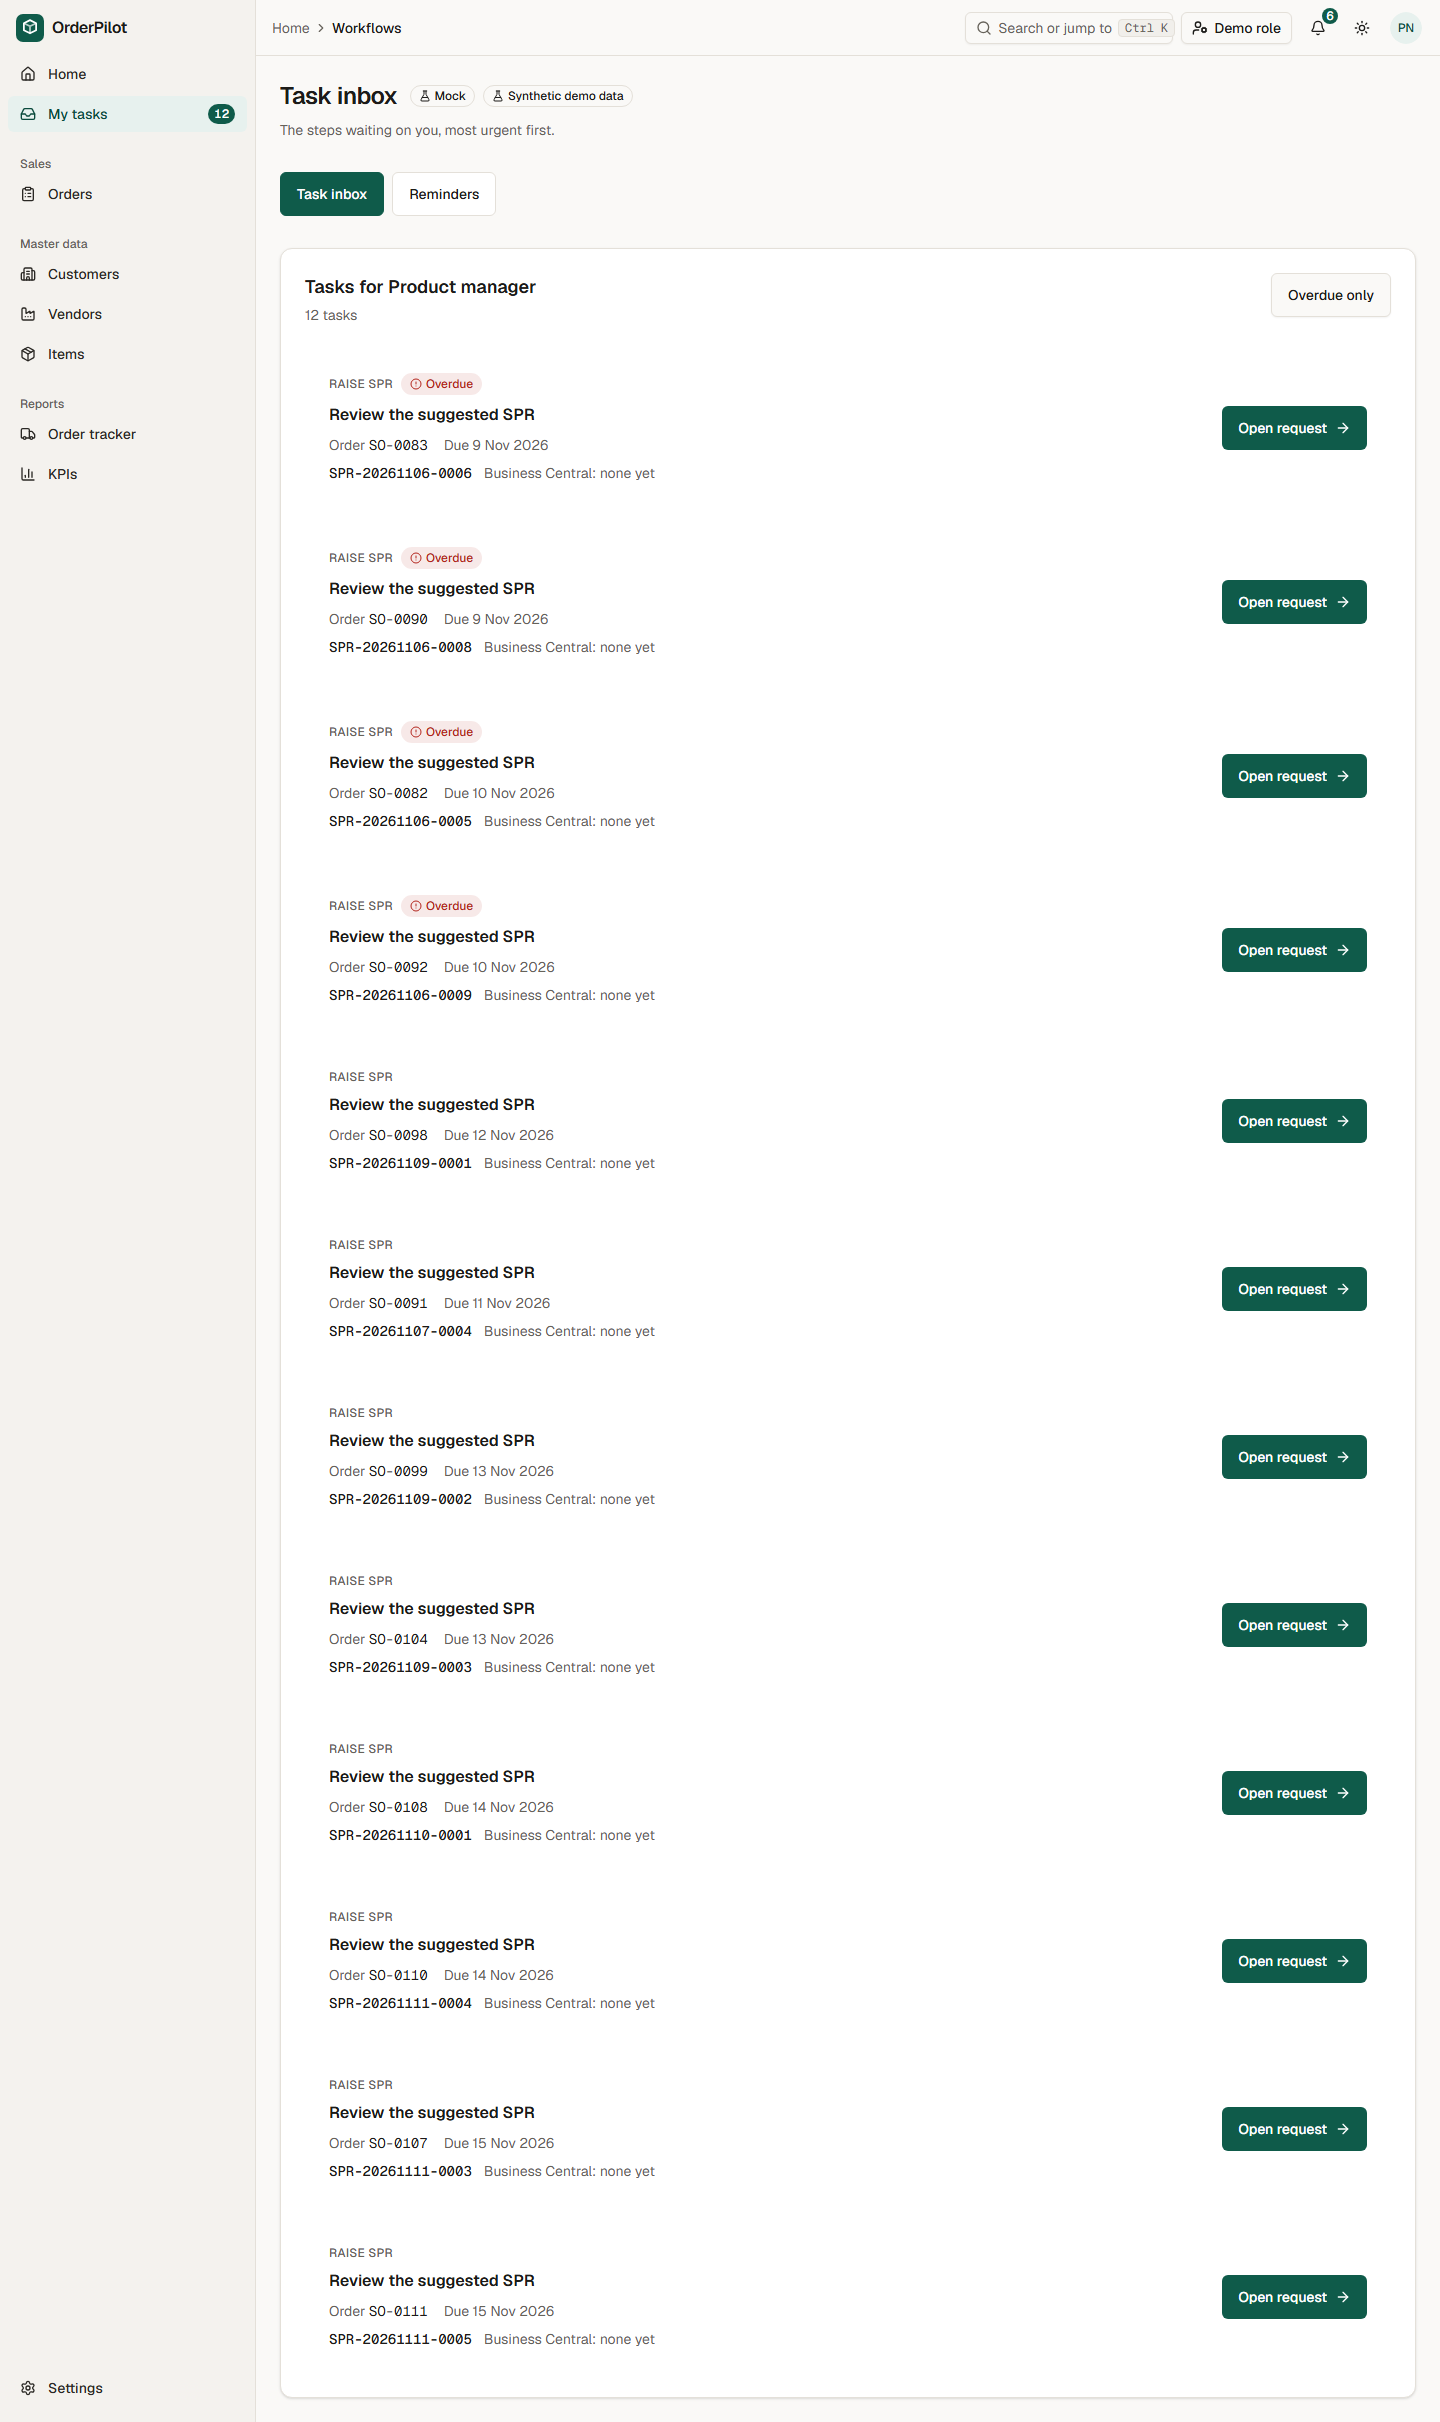 OrderPilot
Home
My tasks 12
Sales
Orders
Master data
Customers
Vendors
Items
Reports
Order tracker
KPIs
Settings
Home > Workflows
Search or jump to Ctrl K
Demo role
6
PN
Task inbox Mock Synthetic demo data
The steps waiting on you, most urgent first.
Task inbox Reminders
Tasks for Product manager
12 tasks
Overdue only
RAISE SPR Overdue
Review the suggested SPR
Order SO-0083 Due 9 Nov 2026
SPR-20261106-0006 Business Central: none yet
Open request
RAISE SPR Overdue
Review the suggested SPR
Order SO-0090 Due 9 Nov 2026
SPR-20261106-0008 Business Central: none yet
Open request
RAISE SPR Overdue
Review the suggested SPR
Order SO-0082 Due 10 Nov 2026
SPR-20261106-0005 Business Central: none yet
Open request
RAISE SPR Overdue
Review the suggested SPR
Order SO-0092 Due 10 Nov 2026
SPR-20261106-0009 Business Central: none yet
Open request
RAISE SPR
Review the suggested SPR
Order SO-0098 Due 12 Nov 2026
SPR-20261109-0001 Business Central: none yet
Open request
RAISE SPR
Review the suggested SPR
Order SO-0091 Due 11 Nov 2026
SPR-20261107-0004 Business Central: none yet
Open request
RAISE SPR
Review the suggested SPR
Order SO-0099 Due 13 Nov 2026
SPR-20261109-0002 Business Central: none yet
Open request
RAISE SPR
Review the suggested SPR
Order SO-0104 Due 13 Nov 2026
SPR-20261109-0003 Business Central: none yet
Open request
RAISE SPR
Review the suggested SPR
Order SO-0108 Due 14 Nov 2026
SPR-20261110-0001 Business Central: none yet
Open request
RAISE SPR
Review the suggested SPR
Order SO-0110 Due 14 Nov 2026
SPR-20261111-0004 Business Central: none yet
Open request
RAISE SPR
Review the suggested SPR
Order SO-0107 Due 15 Nov 2026
SPR-20261111-0003 Business Central: none yet
Open request
RAISE SPR
Review the suggested SPR
Order SO-0111 Due 15 Nov 2026
SPR-20261111-0005 Business Central: none yet
Open request